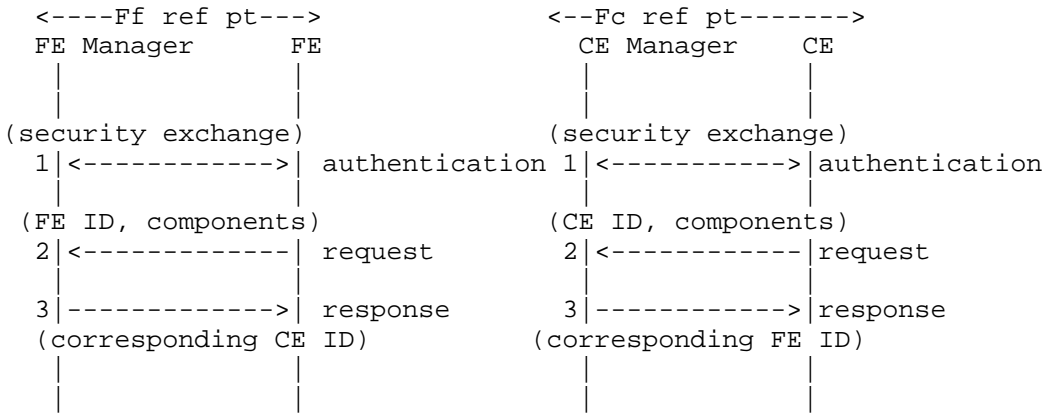 <----Ff ref pt---> <--Fc ref pt------->
FE Manager FE CE Manager CE
| | | |
| | | |
(security exchange) (security exchange)
1|<------------>| authentication 1|<----------->|authentication
| | | |
(FE ID, components) (CE ID, components)
2|<-------------| request 2|<------------|request
| | | |
3|------------->| response 3|------------>|response
(corresponding CE ID) (corresponding FE ID)
| | | |
| | | |